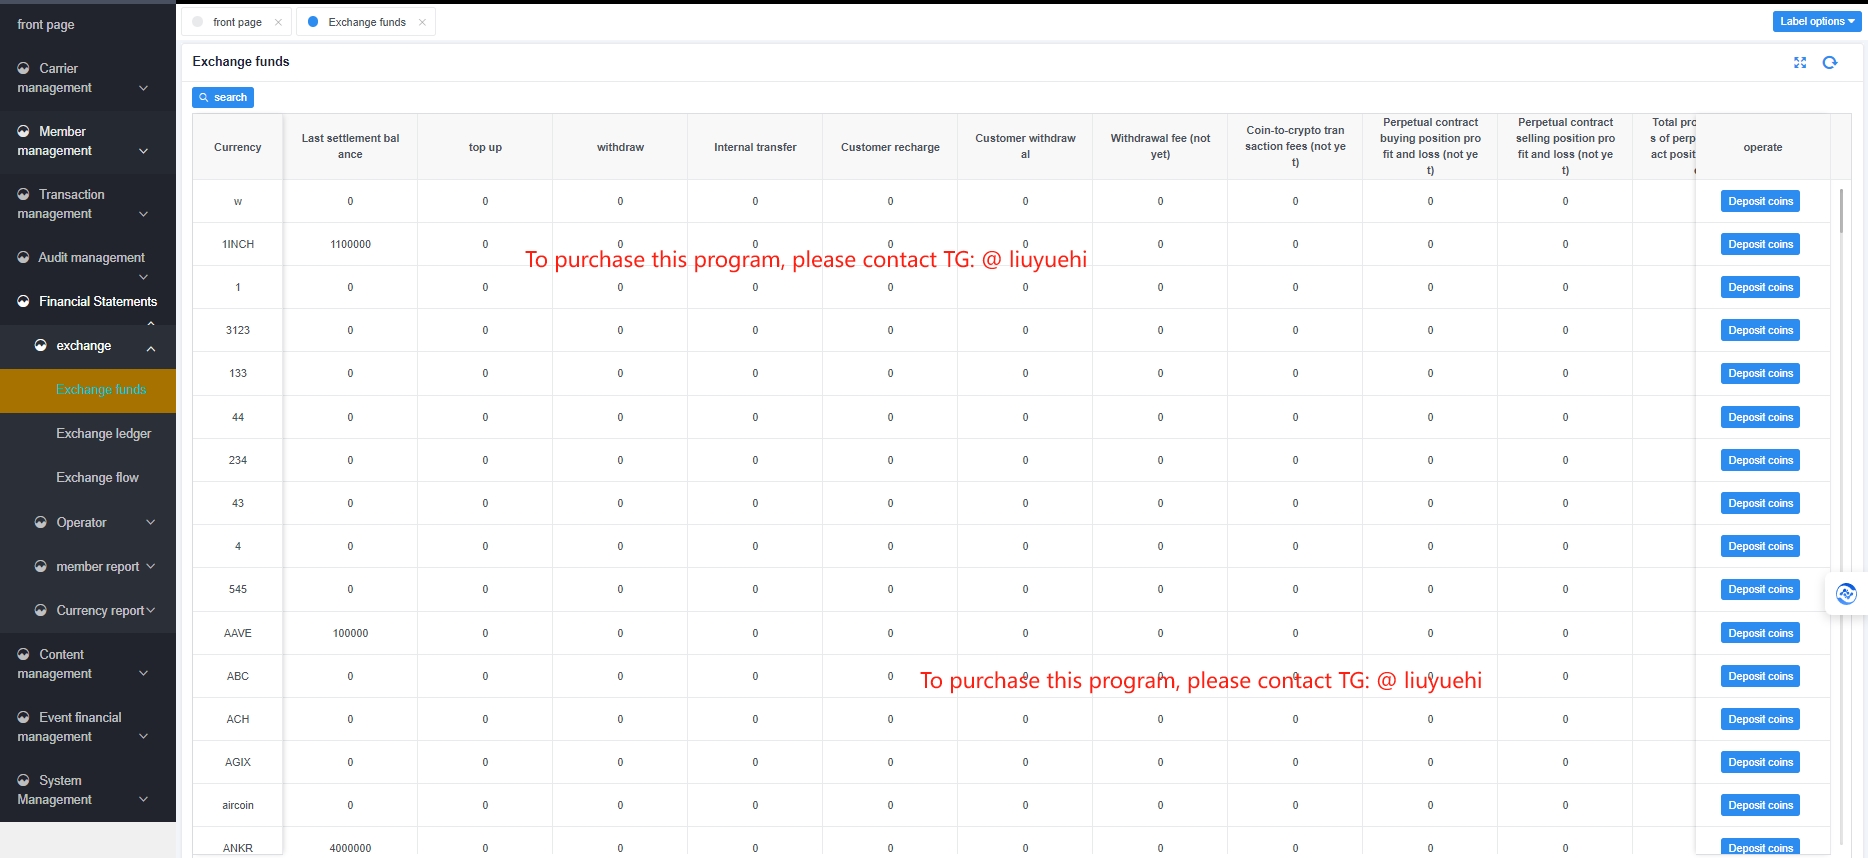 front page
Carrier
management
Member
management
Transaction
management
Audit management
Financial Statements
exchange
Exchange funds
Exchange ledger
Exchange flow
Operator
member report
Currency report
Content
management
Event financial
management
System
Management
front page
Exchange funds
Label options
Exchange funds
search
Currency
Last settlement bal
ance
top up
withdraw
Internal transfer
Customer recharge
Customer withdraw
al
Withdrawal fee (not
yet)
Coin-to-crypto tran
saction fees (not ye
t)
Perpetual contract
buying position pro
fit and loss (not ye
t)
Perpetual contract
selling position pro
fit and loss (not ye
t)
Total pro
s of perp
act posit
operate
w 0 0 0 0 0 0 0 0 0 0 Deposit coins
1INCH 1100000 0 0 0 0 0 0 0 0 0 Deposit coins
To purchase this program, please contact TG: @ liuyuehi
1 0 0 0 0 0 0 0 0 0 0 Deposit coins
3123 0 0 0 0 0 0 0 0 0 0 Deposit coins
133 0 0 0 0 0 0 0 0 0 0 Deposit coins
44 0 0 0 0 0 0 0 0 0 0 Deposit coins
234 0 0 0 0 0 0 0 0 0 0 Deposit coins
43 0 0 0 0 0 0 0 0 0 0 Deposit coins
4 0 0 0 0 0 0 0 0 0 0 Deposit coins
545 0 0 0 0 0 0 0 0 0 0 Deposit coins
AAVE 100000 0 0 0 0 0 0 0 0 0 Deposit coins
ABC 0 0 0 0 0 0 0 0 0 0 Deposit coins
To purchase this program, please contact TG: @ liuyuehi
ACH 0 0 0 0 0 0 0 0 0 0 Deposit coins
AGIX 0 0 0 0 0 0 0 0 0 0 Deposit coins
aircoin 0 0 0 0 0 0 0 0 0 0 Deposit coins
ANKR 4000000 0 0 0 0 0 0 0 0 0 Deposit coins